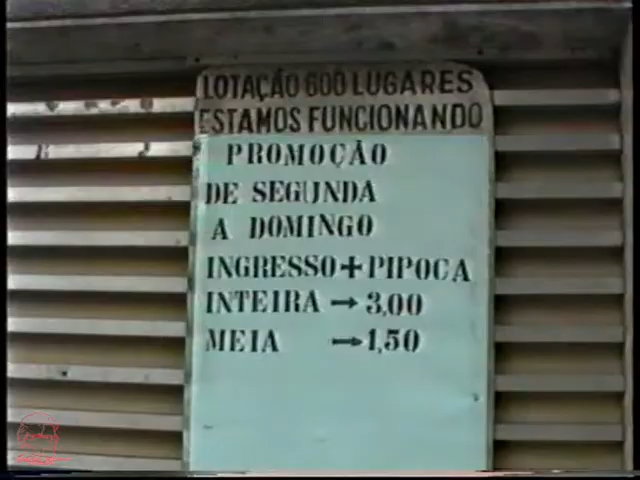 LOTAÇÃO 600 LUGARES
ESTAMOS FUNCIONANDO
PROMOÇÃO
DE SEGUNDA
A DOMINGO
INGRESSO+PIPOCA
INTEIRA → 3,00
MEIA → 1,50